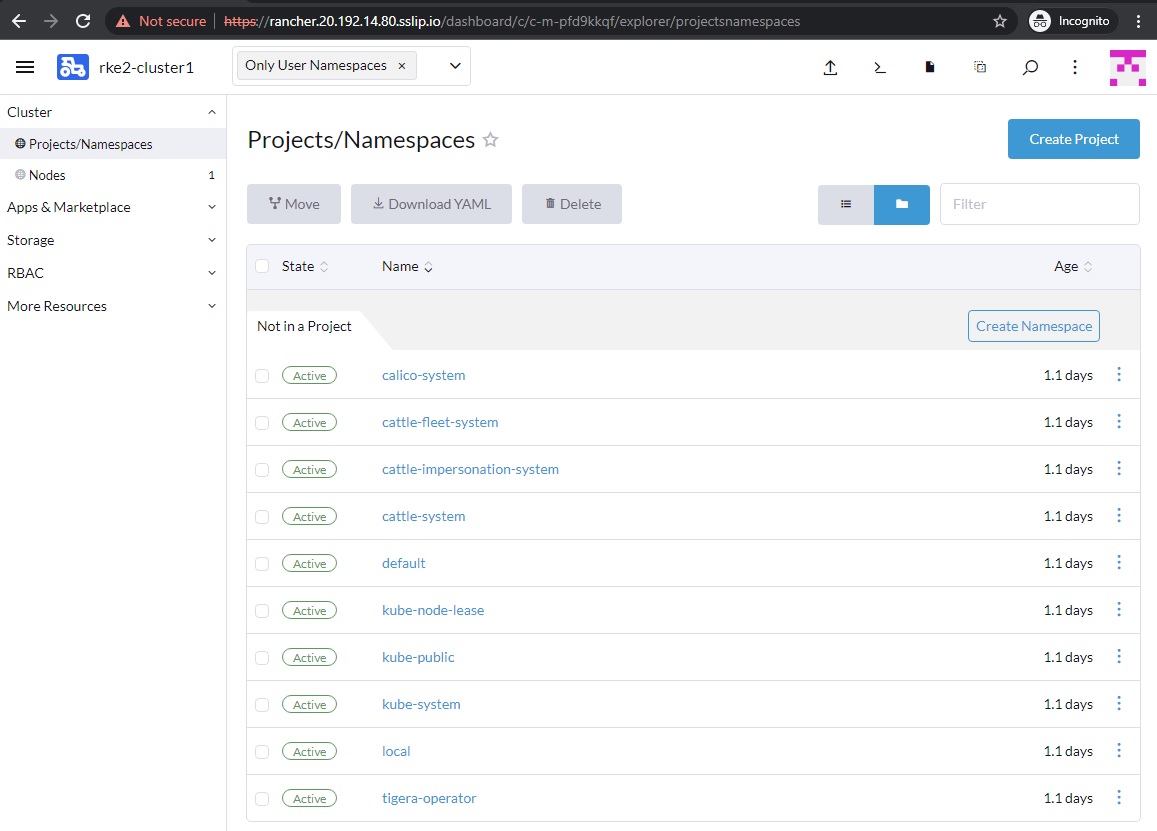 Not secure https://rancher.20.192.14.80.sslip.io/dashboard/c/c-m-pfd9kkqf/explorer/projectsnamespaces Incognito
rke2-cluster1 Only User Namespaces ×
Cluster
Projects/Namespaces
Nodes 1
Apps & Marketplace
Storage
RBAC
More Resources
Projects/Namespaces Create Project
Move Download YAML Delete Filter
State Name Age
Not in a Project Create Namespace
Active calico-system 1.1 days
Active cattle-fleet-system 1.1 days
Active cattle-impersonation-system 1.1 days
Active cattle-system 1.1 days
Active default 1.1 days
Active kube-node-lease 1.1 days
Active kube-public 1.1 days
Active kube-system 1.1 days
Active local 1.1 days
Active tigera-operator 1.1 days